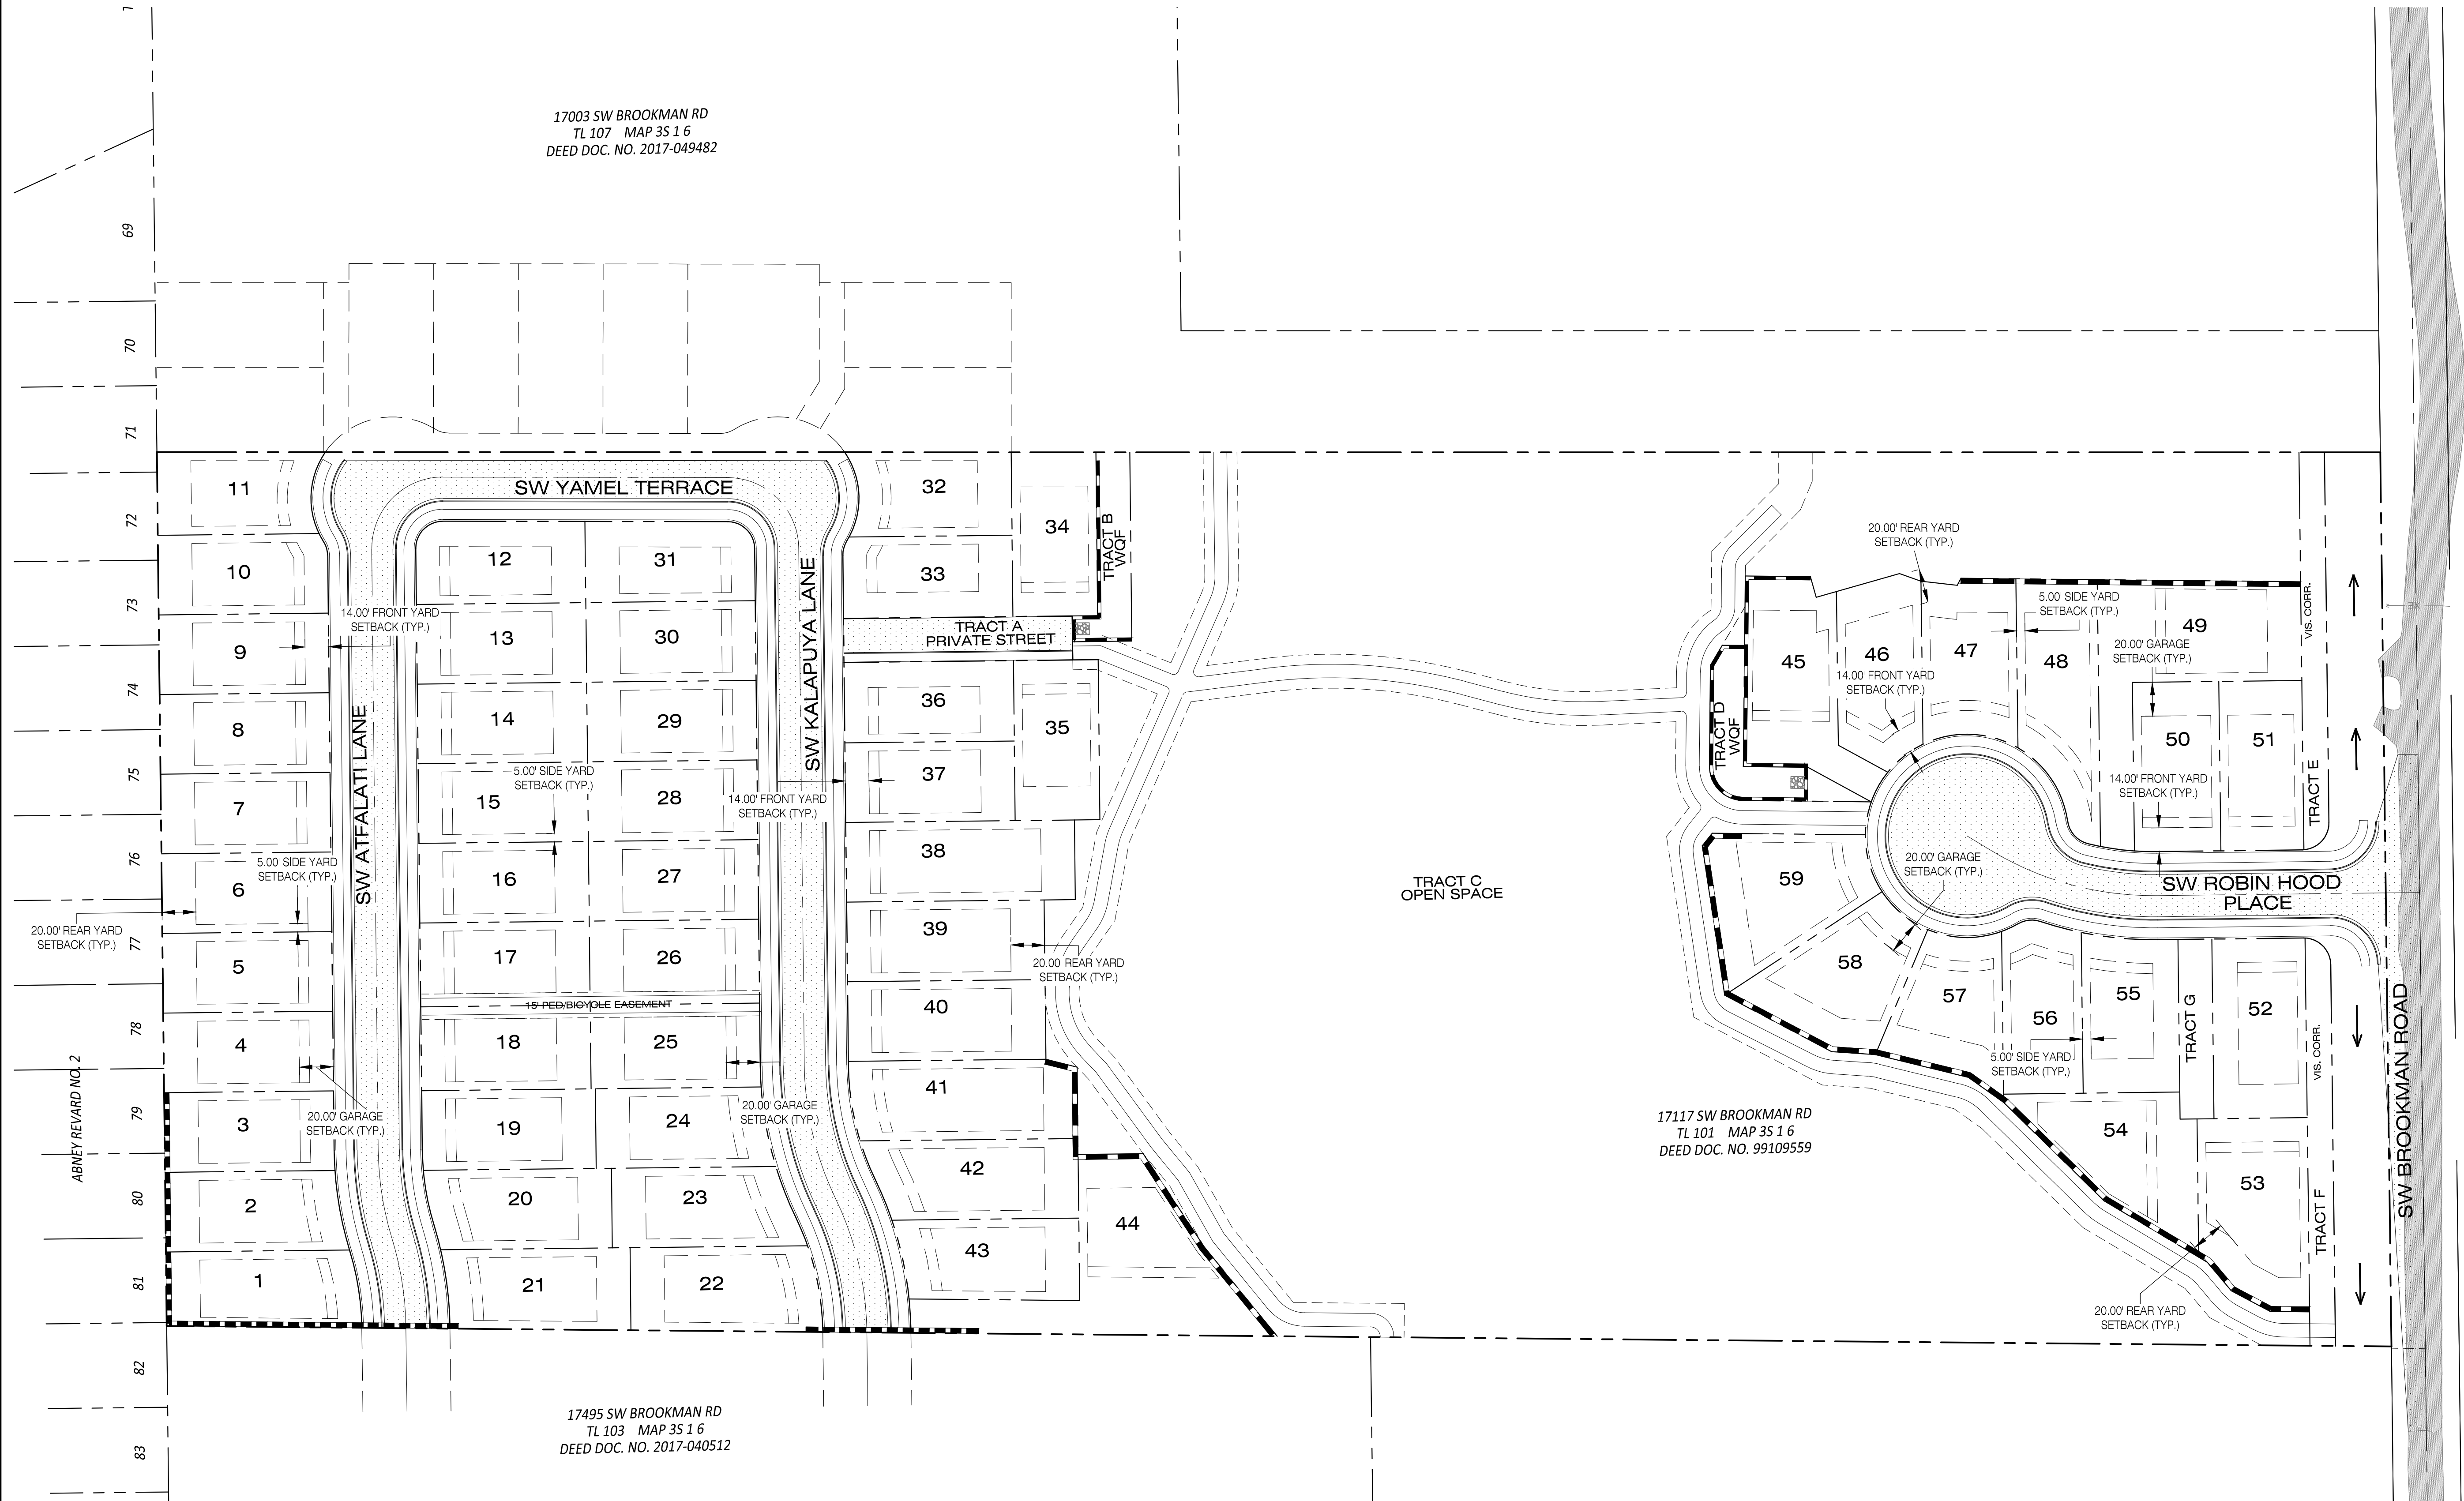 17003 SW BROOKMAN RD
TL 107 MAP 3S 1 6
DEED DOC. NO. 2017-049482
69
70
71
72
73
74
75
76
77
78
79
80
81
82
83
ABNEY REVARD NO. 2
11
10
9
8
7
6
5
4
3
2
1
14.00' FRONT YARD
SETBACK (TYP.)
5.00' SIDE YARD
SETBACK (TYP.)
20.00' REAR YARD
SETBACK (TYP.)
20.00' GARAGE
SETBACK (TYP.)
SW ATFALATI LANE
SW YAMEL TERRACE
12
13
14
15
16
17
18
19
20
21
5.00' SIDE YARD
SETBACK (TYP.)
15' PED/BICYCLE EASEMENT
31
30
29
28
27
26
25
24
23
22
14.00' FRONT YARD
SETBACK (TYP.)
20.00' GARAGE
SETBACK (TYP.)
SW KALAPUYA LANE
32
33
34
TRACT B
WQF
TRACT A
PRIVATE STREET
35
36
37
38
39
40
41
42
43
44
20.00' REAR YARD
SETBACK (TYP.)
TRACT C
OPEN SPACE
17117 SW BROOKMAN RD
TL 101 MAP 3S 1 6
DEED DOC. NO. 99109559
17495 SW BROOKMAN RD
TL 103 MAP 3S 1 6
DEED DOC. NO. 2017-040512
20.00' REAR YARD
SETBACK (TYP.)
5.00' SIDE YARD
SETBACK (TYP.)
20.00' GARAGE
SETBACK (TYP.)
14.00' FRONT YARD
SETBACK (TYP.)
14.00' FRONT YARD
SETBACK (TYP.)
45
46
47
48
49
50
51
TRACT D
WQF
VIS. CORR.
TRACT E
20.00' GARAGE
SETBACK (TYP.)
SW ROBIN HOOD
PLACE
59
58
57
56
55
54
53
52
TRACT G
5.00' SIDE YARD
SETBACK (TYP.)
VIS. CORR.
TRACT F
20.00' REAR YARD
SETBACK (TYP.)
SW BROOKMAN ROAD